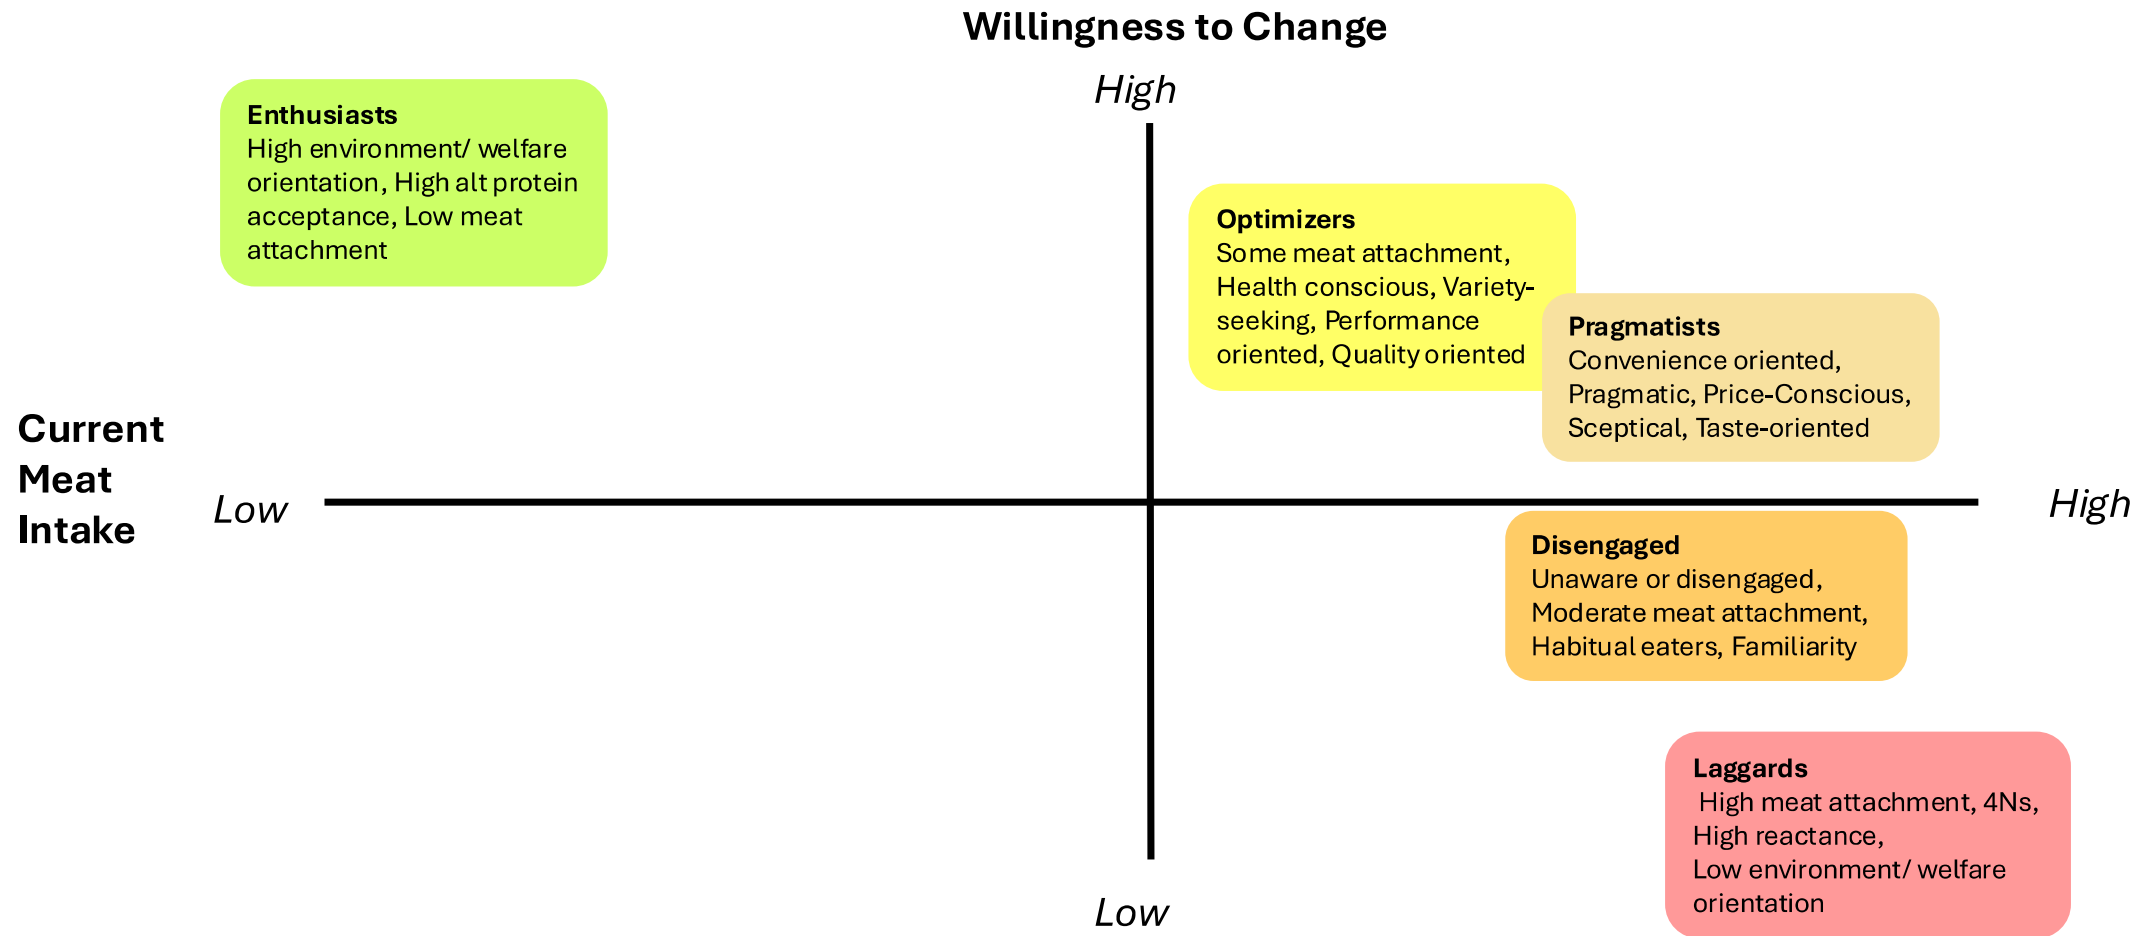 Willingness to Change
High
Enthusiasts
High environment/ welfare
orientation, High alt protein
acceptance, Low meat
attachment
Optimizers
Some meat attachment,
Health conscious, Variety-
seeking, Performance
oriented, Quality oriented
Pragmatists
Convenience oriented,
Pragmatic, Price-Conscious,
Sceptical, Taste-oriented
Current
Meat
Intake
Low
High
Disengaged
Unaware or disengaged,
Moderate meat attachment,
Habitual eaters, Familiarity
Laggards
High meat attachment, 4Ns,
High reactance,
Low environment/ welfare
orientation
Low